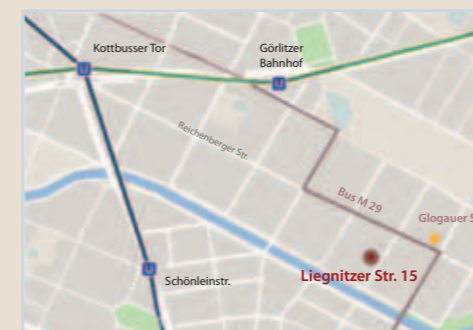 Kottbusser Tor
Görlitzer
Bahnhof
U
U
Reichenberger Str.
Bus M 29
Glogauer S
Liegnitzer Str. 15
U
Schönleinstr.